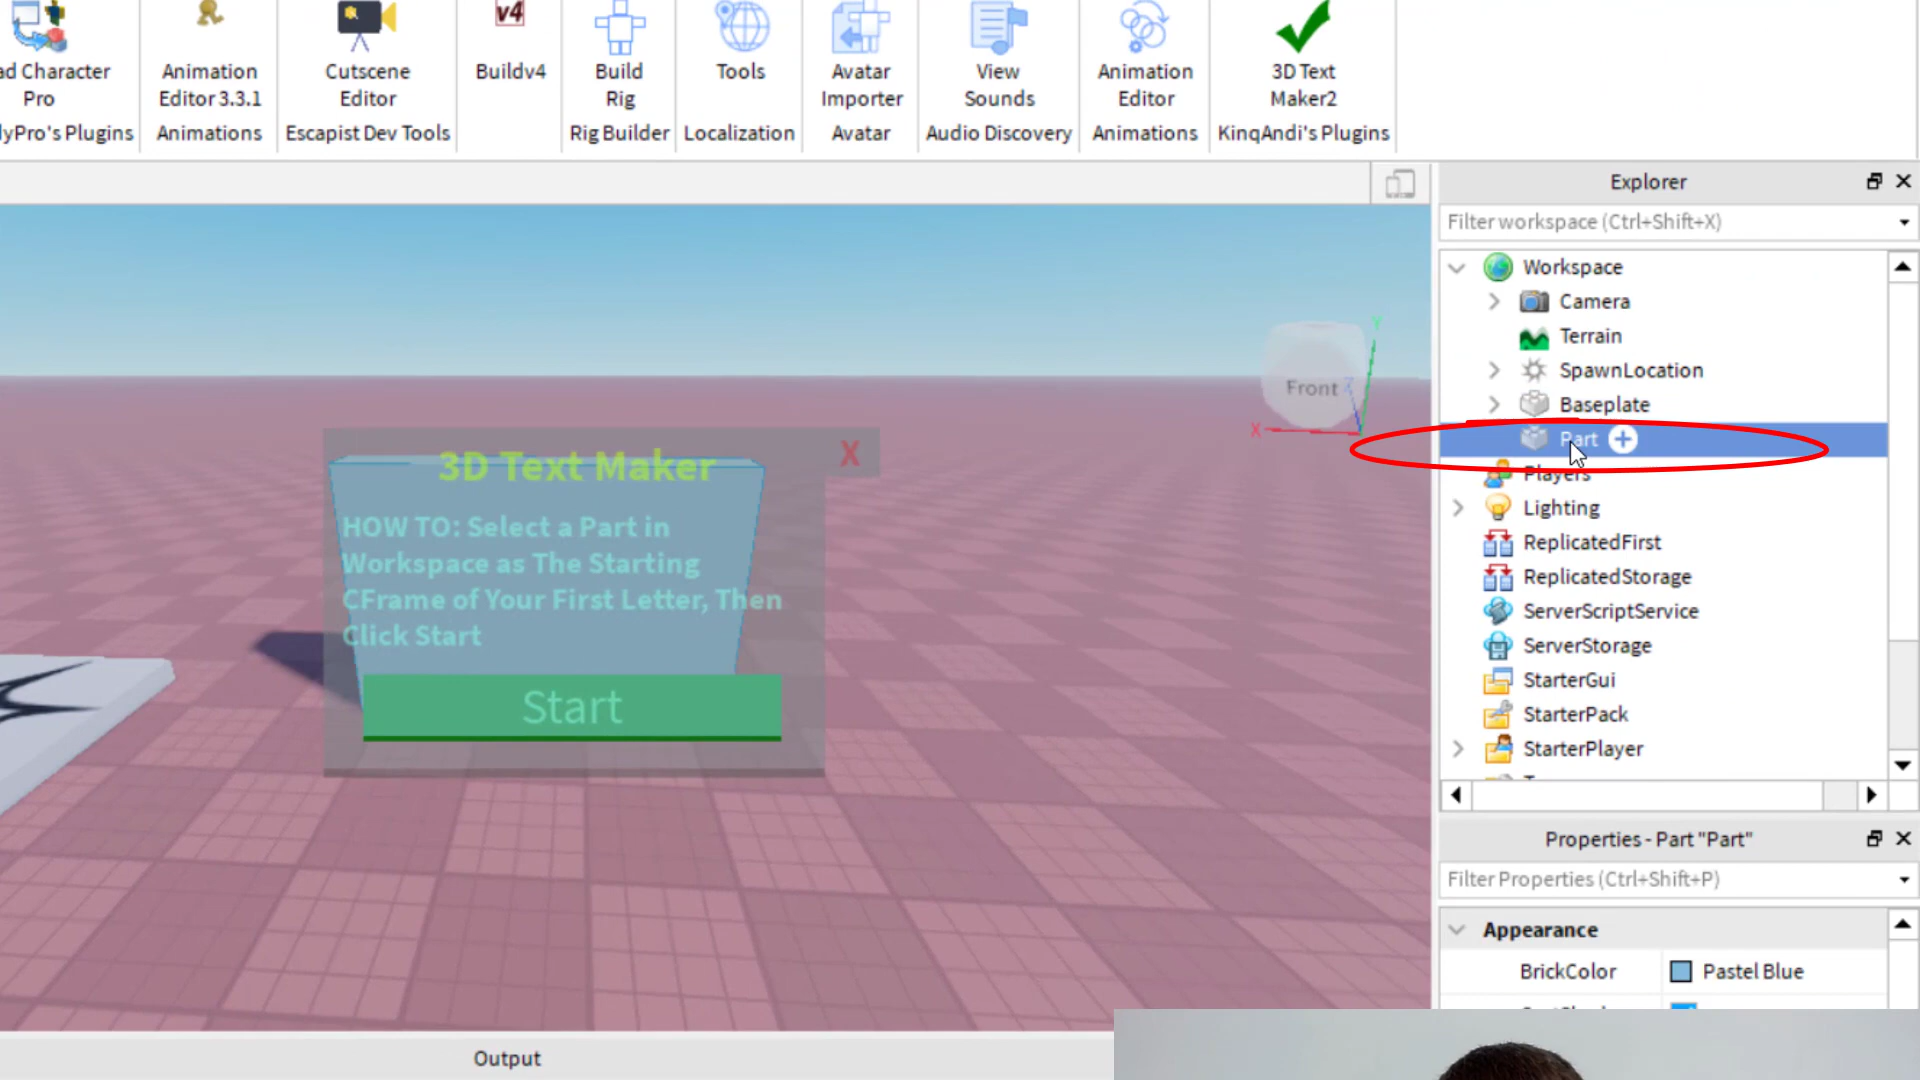 ad Character
Pro
lyPro's Plugins
Animation
Editor 3.3.1
Animations
Cutscene
Editor
Escapist Dev Tools
v4
Buildv4
Build
Rig
Rig Builder
Tools
Localization
Avatar
Importer
Avatar
View
Sounds
Audio Discovery
Animation
Editor
Animations
3D Text
Maker2
KinqAndi's Plugins
Explorer
Filter workspace (Ctrl+Shift+X)
Workspace
Camera
Terrain
SpawnLocation
Baseplate
Part
Players
Lighting
ReplicatedFirst
ReplicatedStorage
ServerScriptService
ServerStorage
StarterGui
StarterPack
StarterPlayer
Y
Front
Z
X
3D Text Maker
X
HOW TO: Select a Part in
Workspace as The Starting
CFrame of Your First Letter, Then
Click Start
Start
Properties - Part "Part"
Filter Properties (Ctrl+Shift+P)
Appearance
BrickColor
Pastel Blue
Output